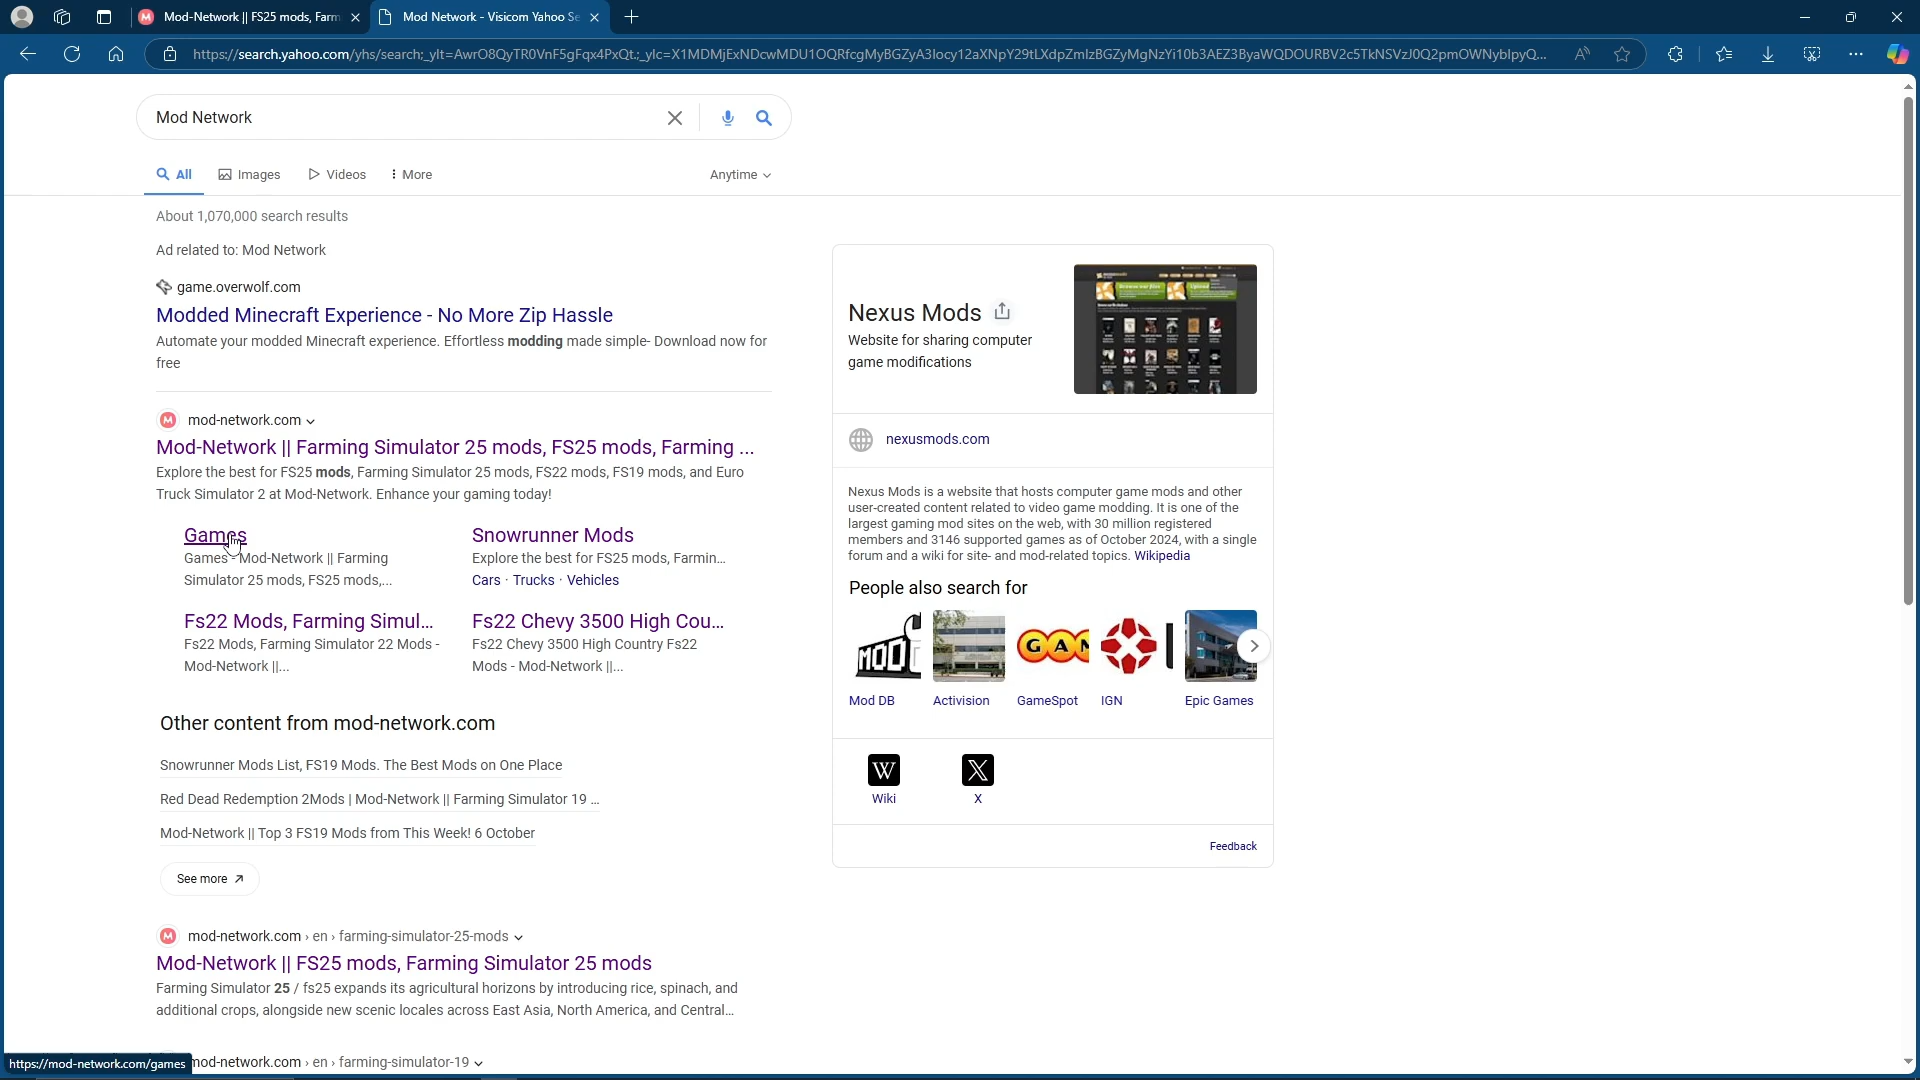 Mod-Network || FS25 mods, Farm
Mod Network - Visicom Yahoo Se
Mod Network
All
Images
Videos
More
Anytime
About 1,070,000 search results
Ad related to: Mod Network
game.overwolf.com
Modded Minecraft Experience - No More Zip Hassle
Automate your modded Minecraft experience. Effortless modding made simple- Download now for
free
mod-network.com
Mod-Network || Farming Simulator 25 mods, FS25 mods, Farming ...
Explore the best for FS25 mods, Farming Simulator 25 mods, FS22 mods, FS19 mods, and Euro
Truck Simulator 2 at Mod-Network. Enhance your gaming today!
Games
Games - Mod-Network || Farming
Simulator 25 mods, FS25 mods,...
Snowrunner Mods
Explore the best for FS25 mods, Farmin...
Cars · Trucks · Vehicles
Fs22 Mods, Farming Simul...
Fs22 Mods, Farming Simulator 22 Mods -
Mod-Network ||...
Fs22 Chevy 3500 High Cou...
Fs22 Chevy 3500 High Country Fs22
Mods - Mod-Network ||...
Other content from mod-network.com
Snowrunner Mods List, FS19 Mods. The Best Mods on One Place
Red Dead Redemption 2Mods | Mod-Network || Farming Simulator 19 ...
Mod-Network || Top 3 FS19 Mods from This Week! 6 October
See more
mod-network.com › en › farming-simulator-25-mods
Mod-Network || FS25 mods, Farming Simulator 25 mods
Farming Simulator 25 / fs25 expands its agricultural horizons by introducing rice, spinach, and
additional crops, alongside new scenic locales across East Asia, North America, and Central...
mod-network.com › en › farming-simulator-19
https://mod-network.com/games
Nexus Mods
Website for sharing computer
game modifications
nexusmods.com
Nexus Mods is a website that hosts computer game mods and other
user-created content related to video game modding. It is one of the
largest gaming mod sites on the web, with 30 million registered
members and 3146 supported games as of October 2024, with a single
forum and a wiki for site- and mod-related topics. Wikipedia
People also search for
Mod DB
Activision
GameSpot
IGN
Epic Games
Wiki
X
Feedback